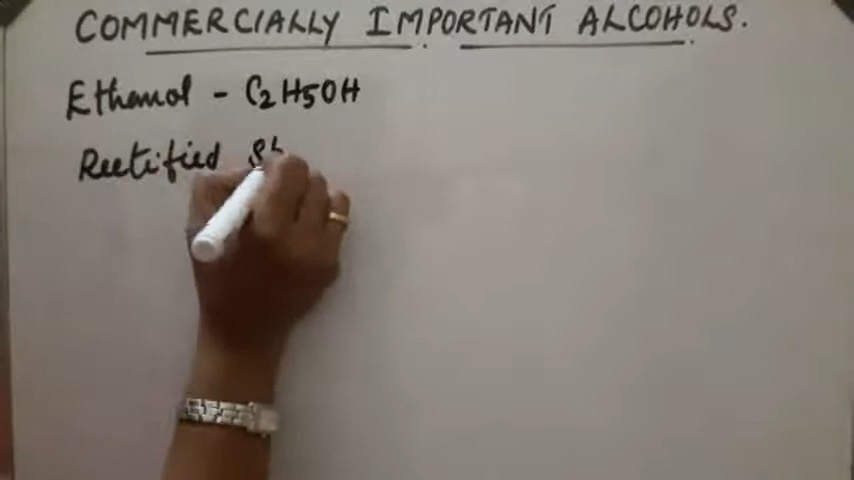 COMMERCIALLY IMPORTANT ALCOHOLS.
Ethanol - C2H5OH
Rectified